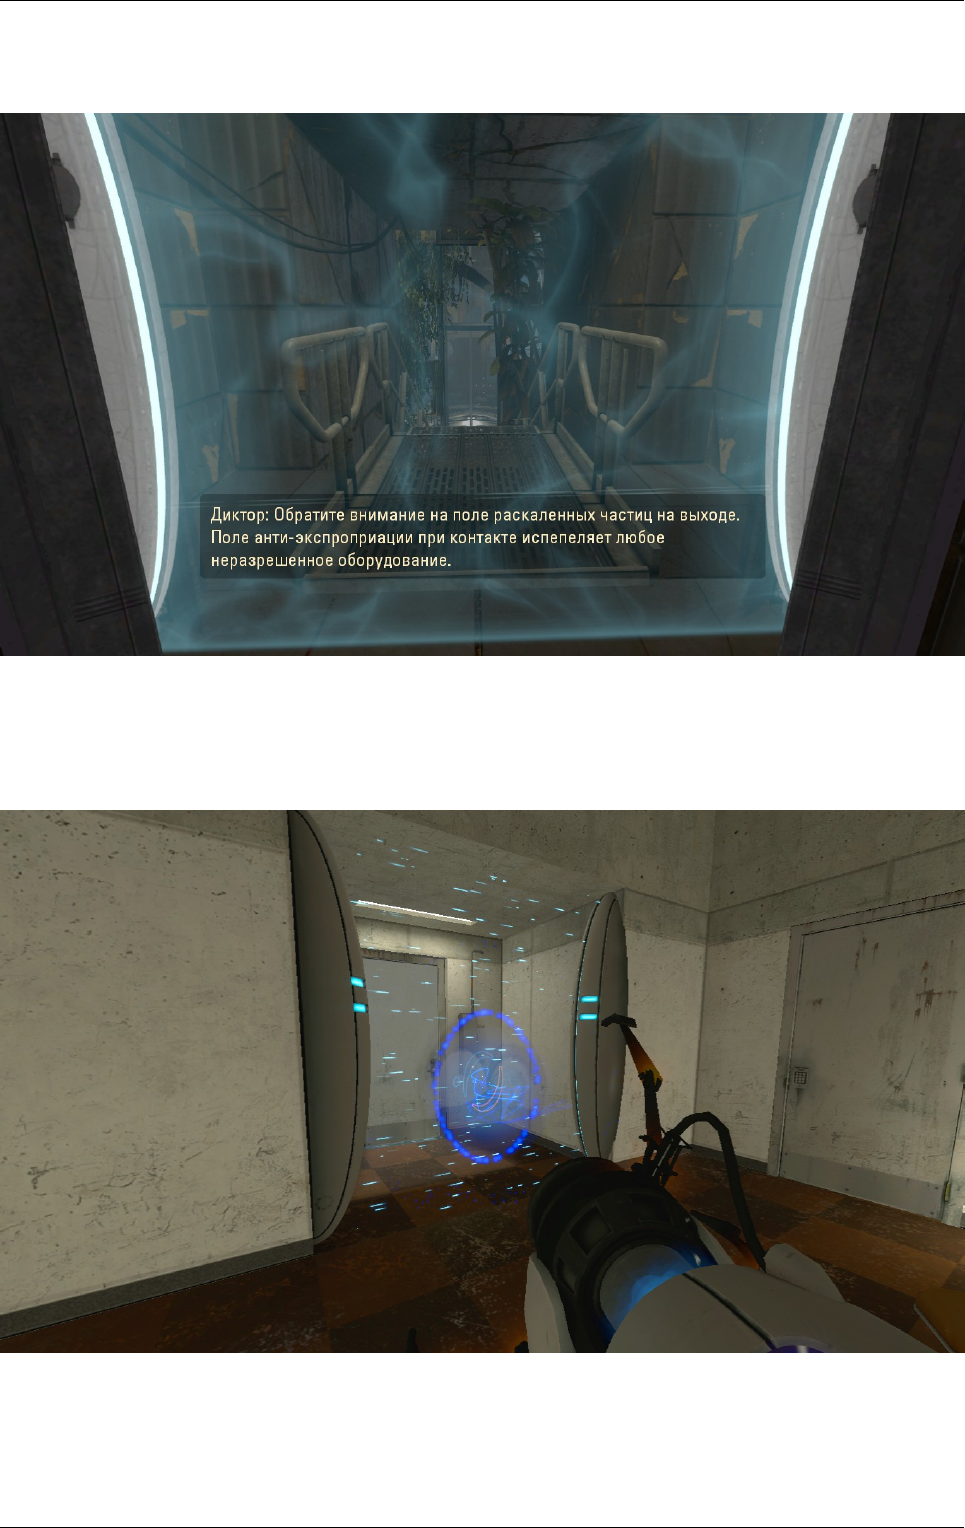 Диктор: Обратите внимание на поле раскаленных частиц на выходе.
Поле анти-экспроприации при контакте испепеляет любое
неразрешенное оборудование.